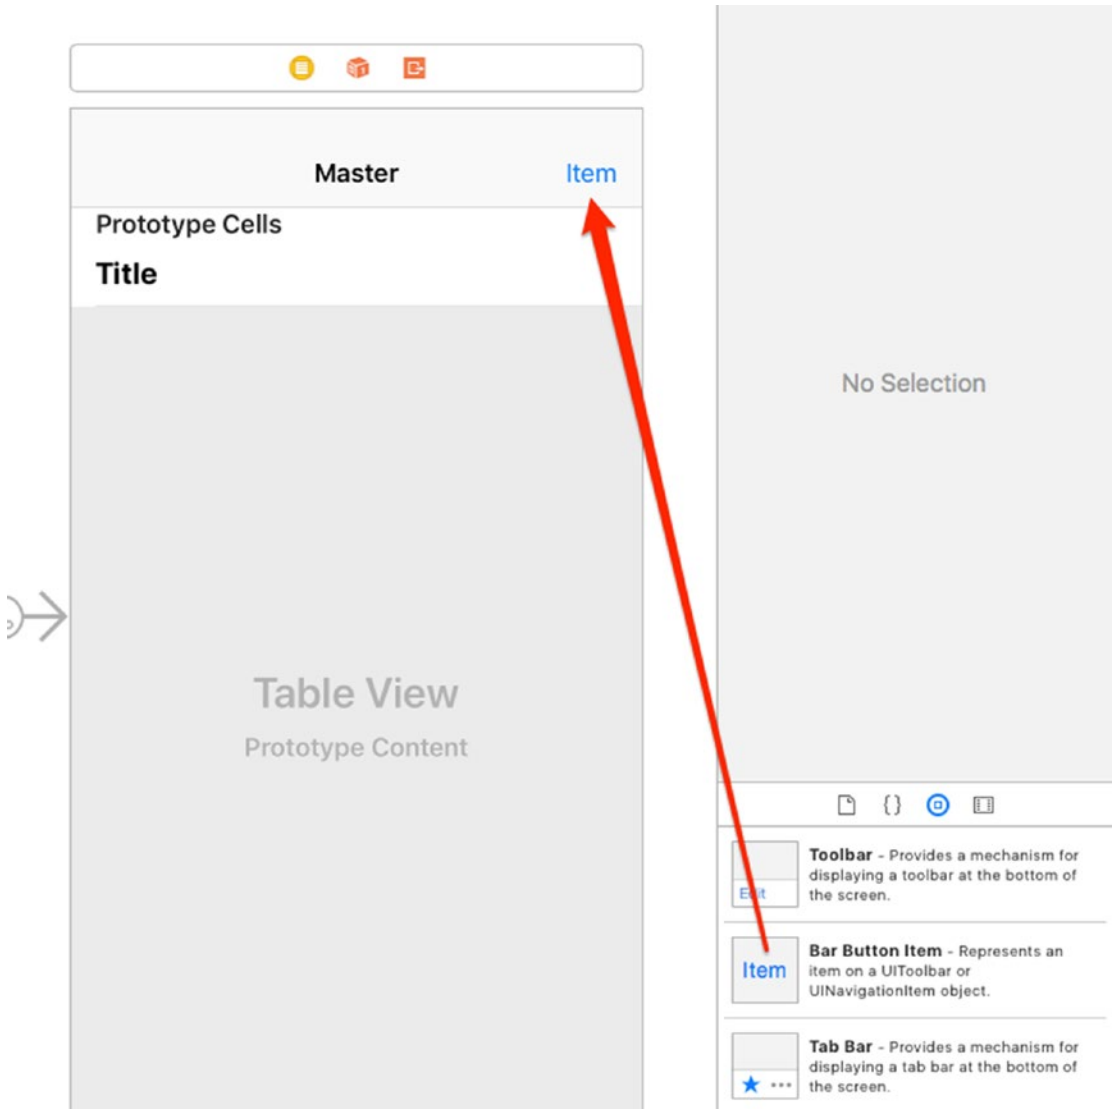 Master
Item
Prototype Cells
Title
Table View
Prototype Content
No Selection
Toolbar - Provides a mechanism for
displaying a toolbar at the bottom of
the screen.
Edit
Bar Button Item - Represents an
item on a UIToolbar or
UINavigationItem object.
Item
Tab Bar - Provides a mechanism for
displaying a tab bar at the bottom of
the screen.